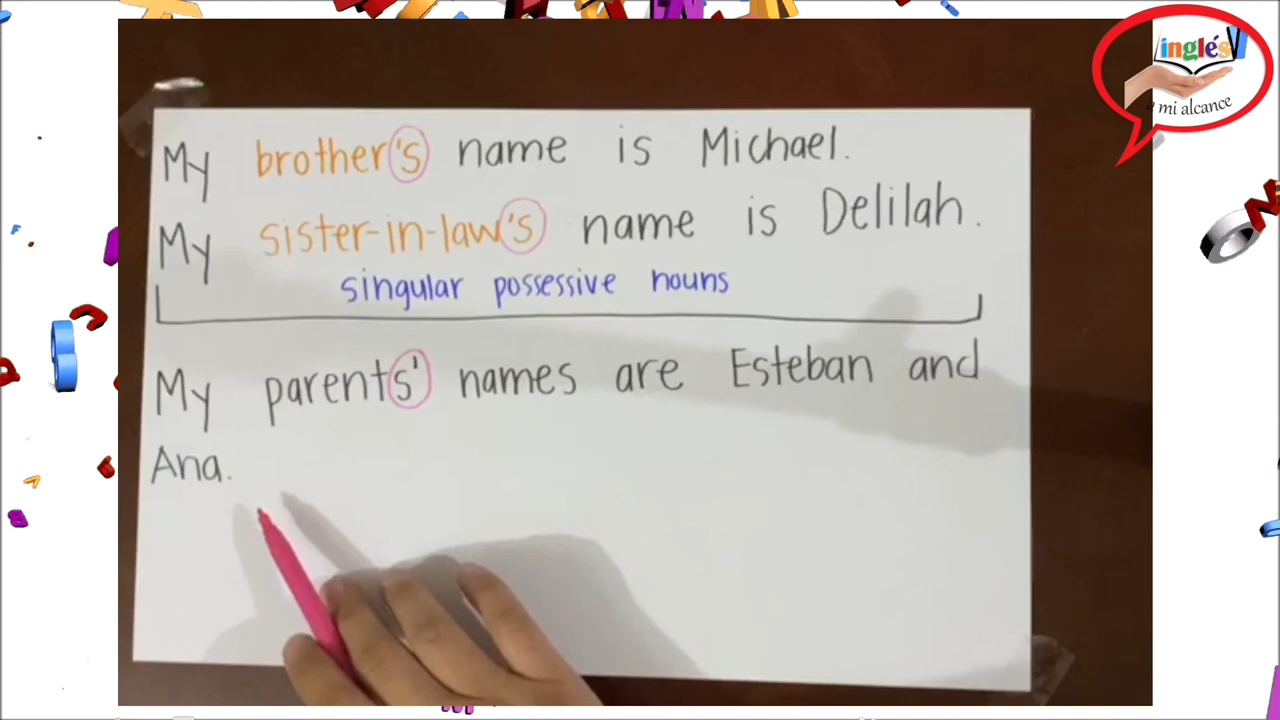 inglés
a mi alcance
My brother's name is Michael.
My sister-in-law's name is Delilah.
singular possessive nouns
My parents' names are Esteban and
Ana.